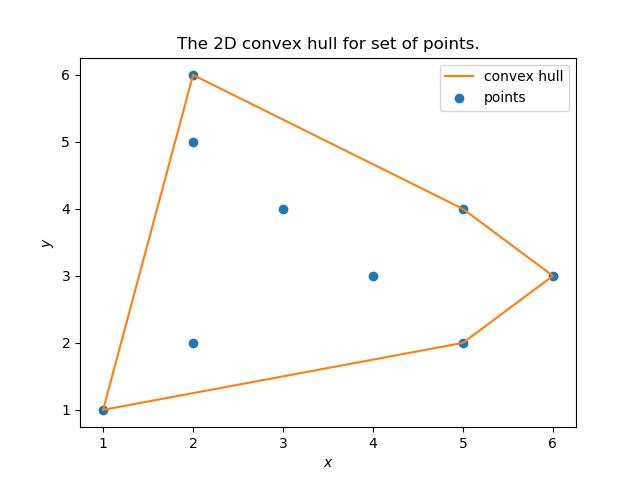 The 2D convex hull for set of points.
convex hull
points
6
5
4
3
2
1
y
1 2 3 4 5 6
x